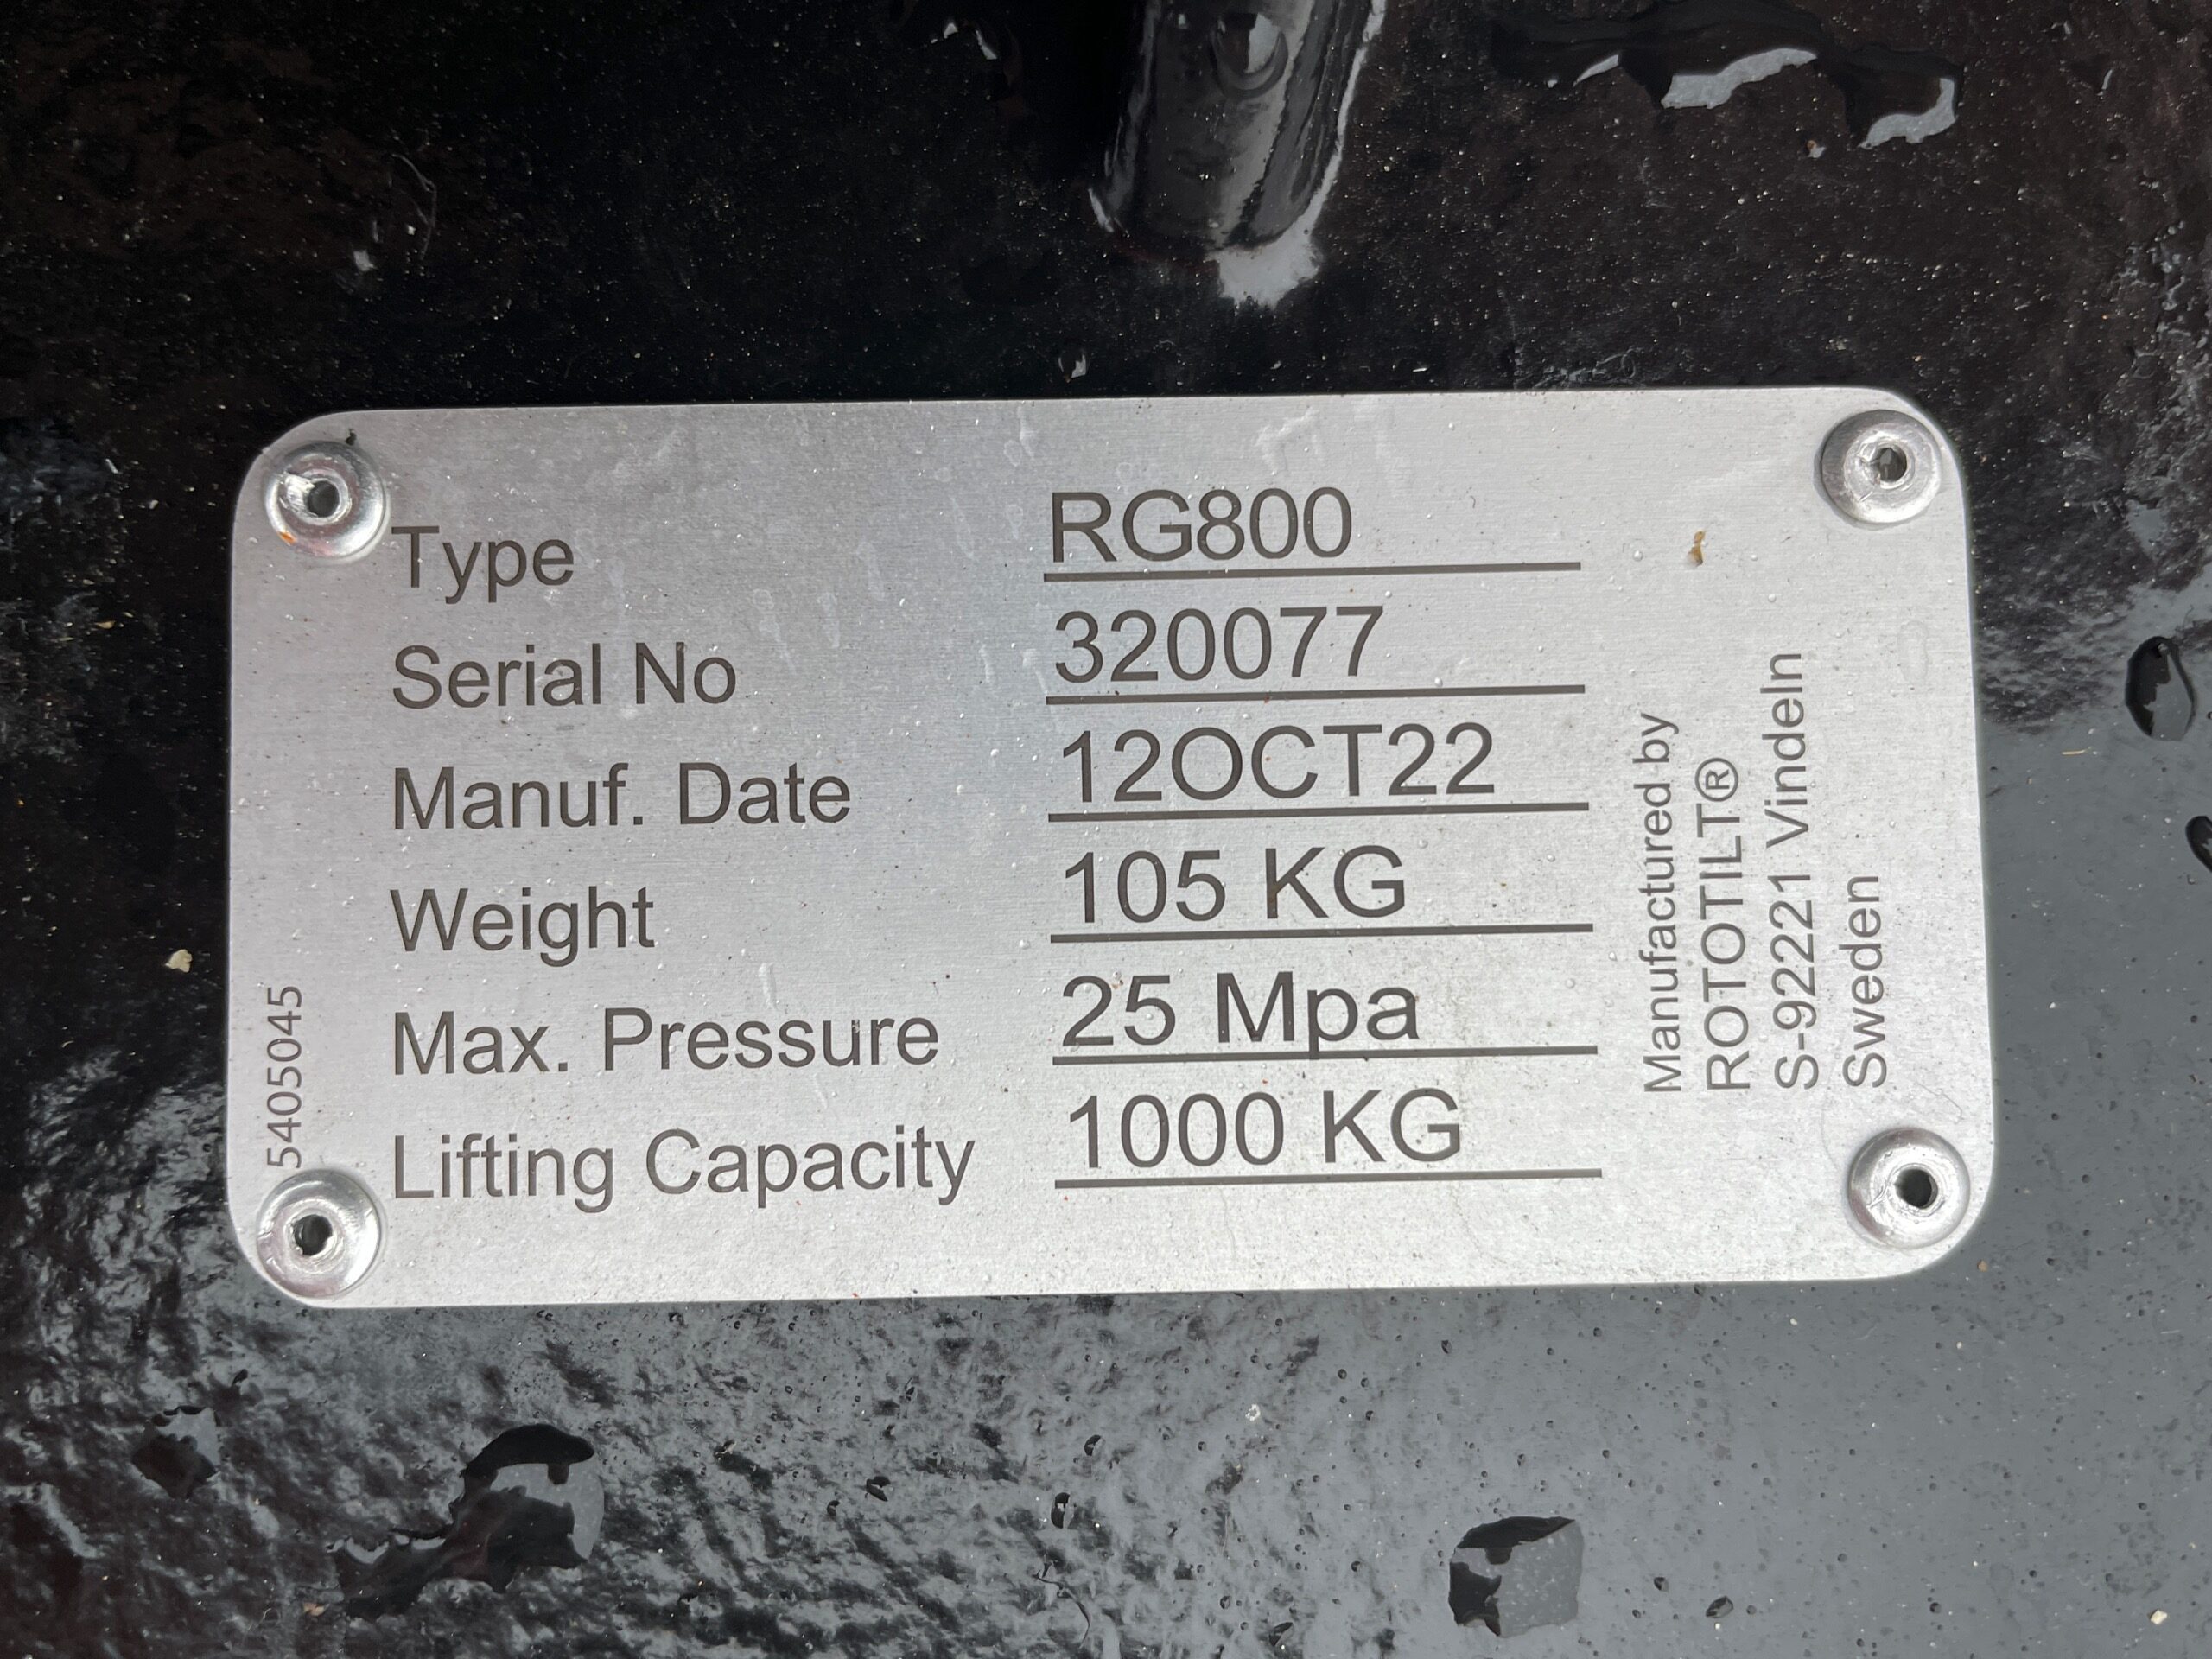 Type RG800
Serial No 320077
Manuf. Date 12OCT22
Weight 105 KG
Max. Pressure 25 Mpa
Lifting Capacity 1000 KG
5405045
Manufactured by
ROTOTILT®
S-92221 Vindeln
Sweden